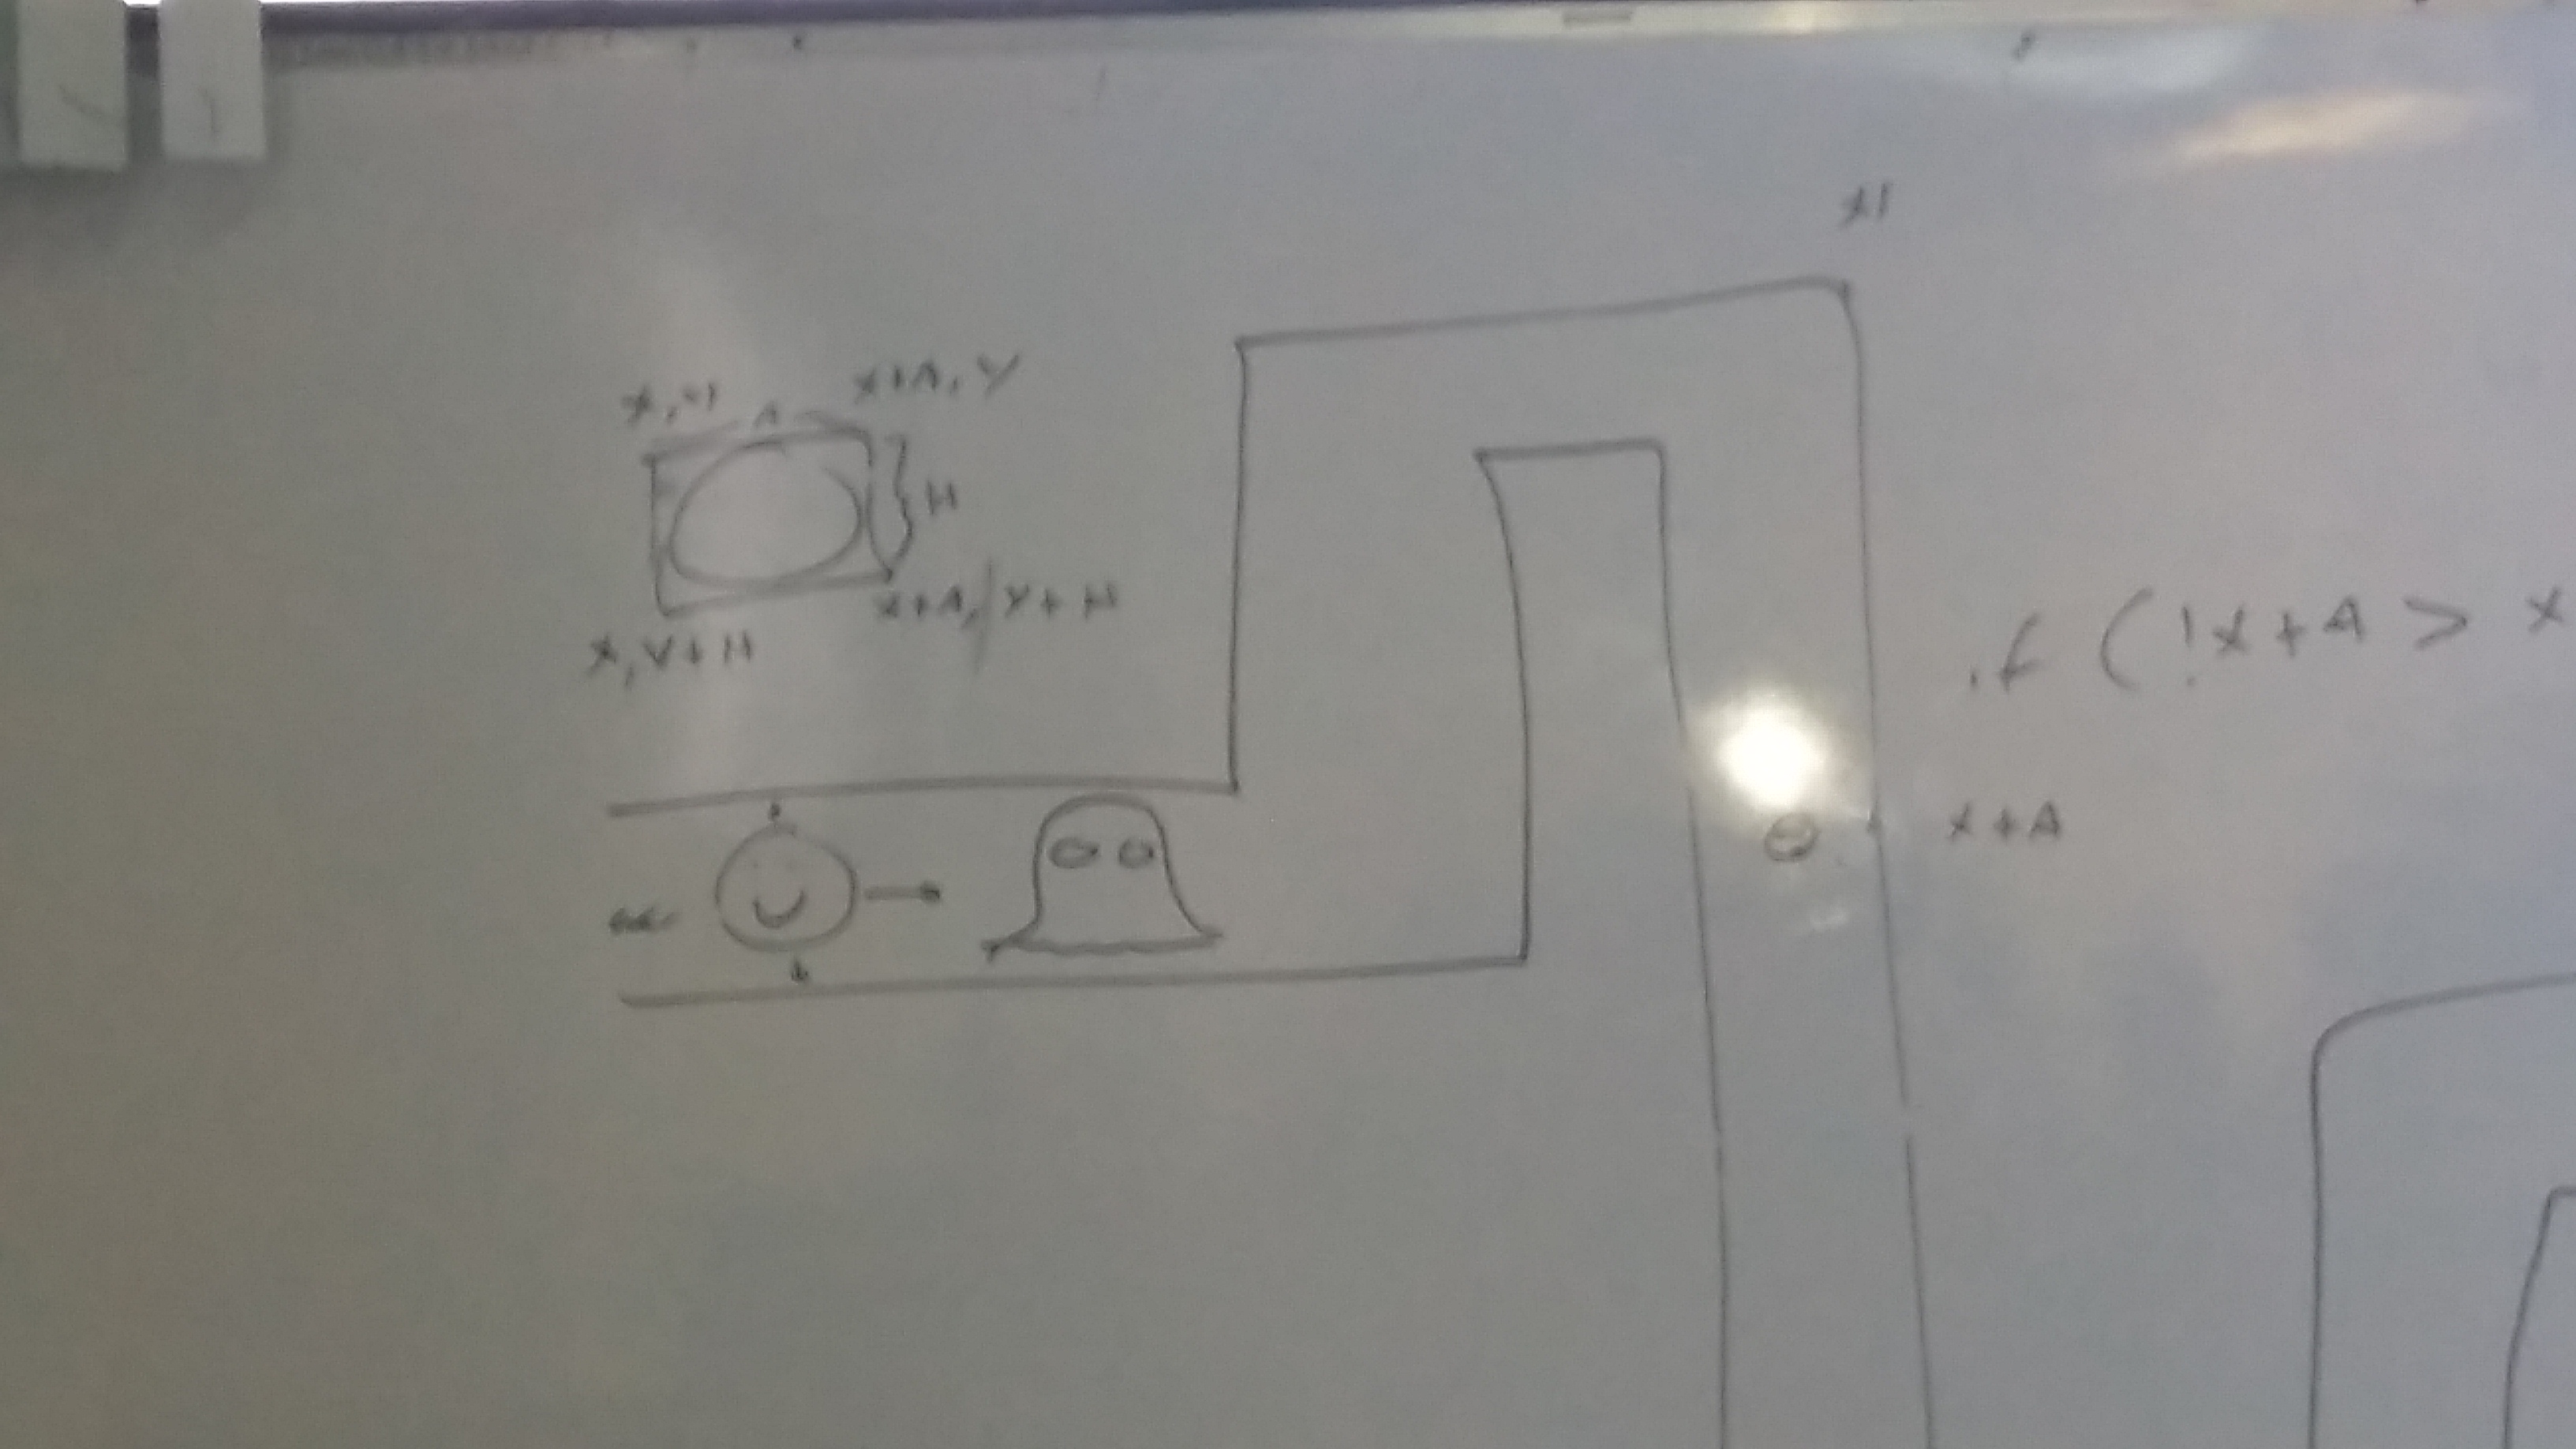 x1
x,y A x+A, y
H
x+A, y+H
x, y+H
if (!x+A > x
x+A